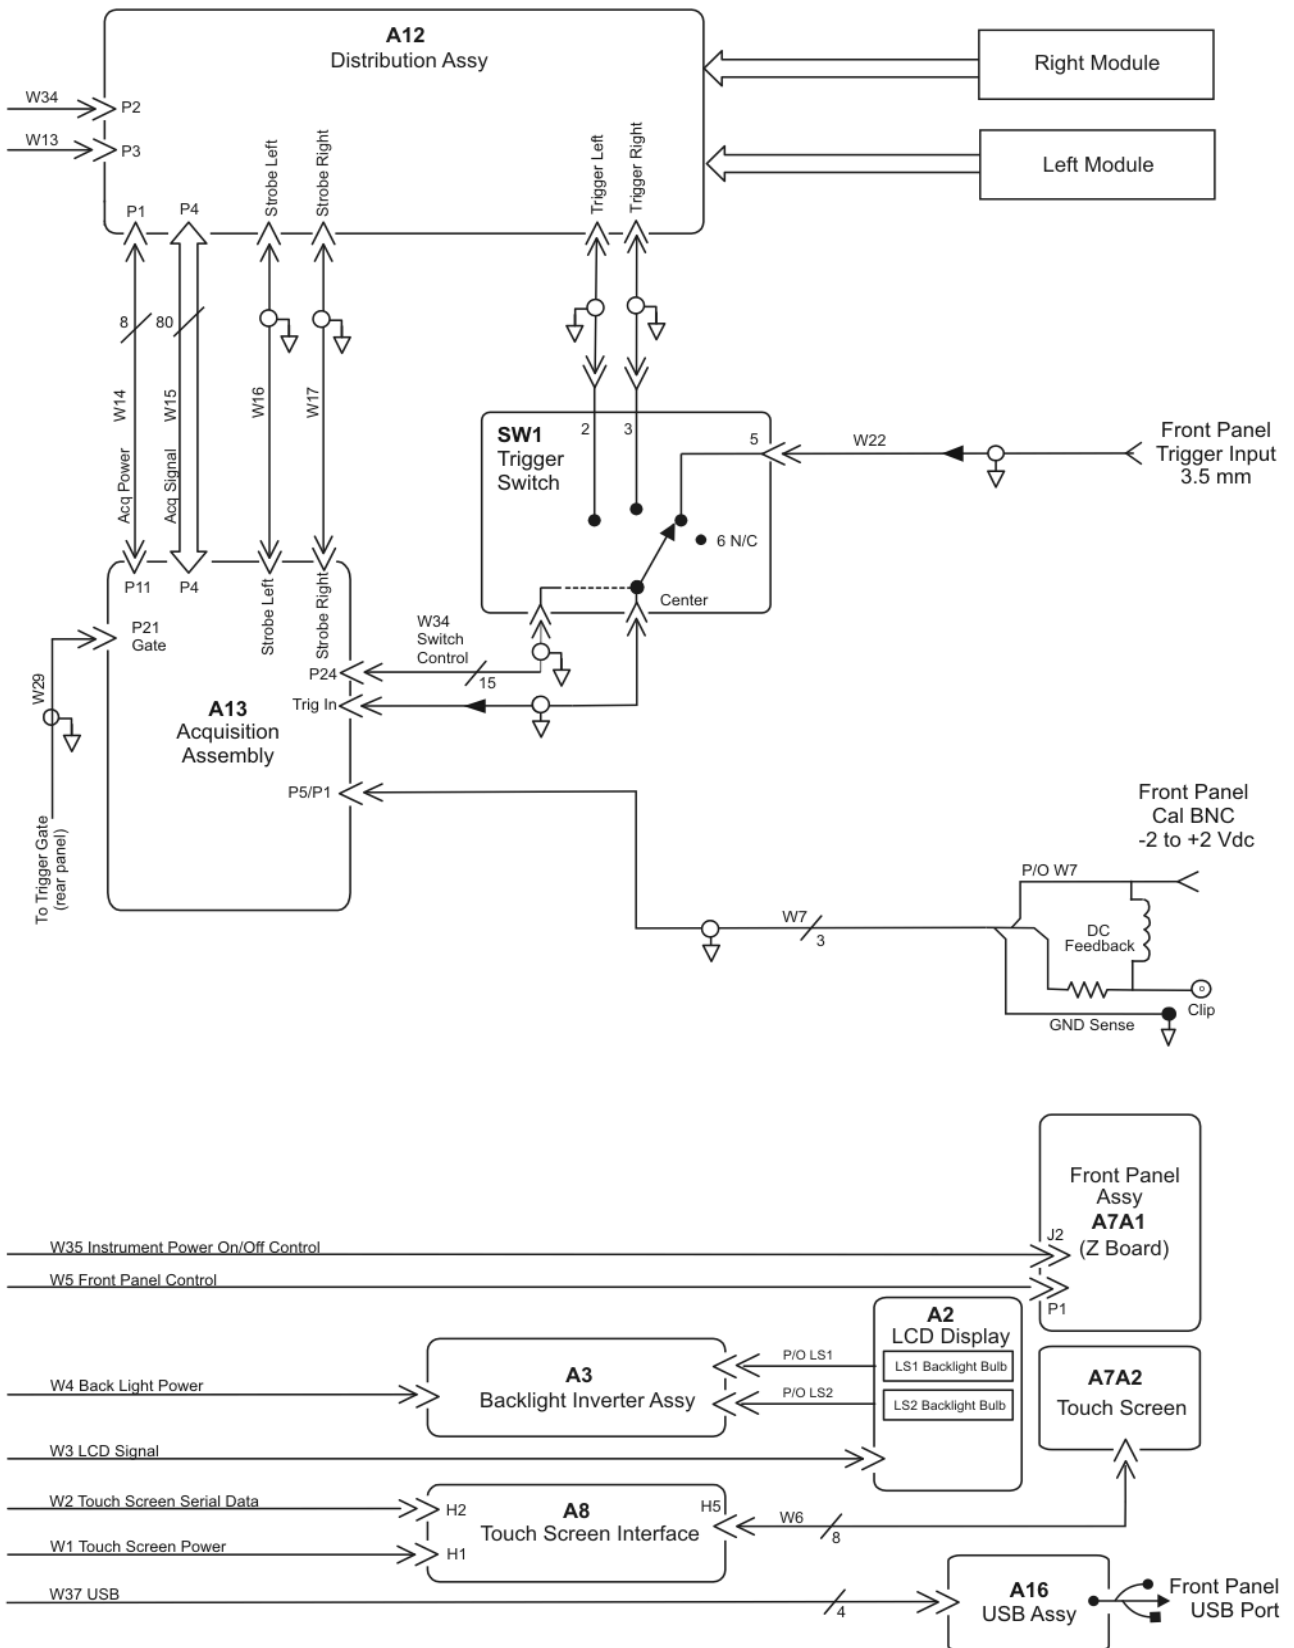 A12
Distribution Assy
Right Module
Left Module
W34
P2
W13
P3
Strobe Left
Strobe Right
Trigger Left
Trigger Right
P1
P4
8
80
W14
W15
W16
W17
Acq Power
Acq Signal
SW1
Trigger
Switch
2
3
5
W22
Front Panel
Trigger Input
3.5 mm
6 N/C
Center
P11
P4
Strobe Left
Strobe Right
P21
Gate
W34
Switch
Control
15
P24
Trig In
W29
A13
Acquisition
Assembly
P5/P1
To Trigger Gate
(rear panel)
Front Panel
Cal BNC
-2 to +2 Vdc
P/O W7
W7
3
DC
Feedback
Clip
GND Sense
Front Panel
Assy
A7A1
(Z Board)
J2
P1
W35 Instrument Power On/Off Control
W5 Front Panel Control
A2
LCD Display
LS1 Backlight Bulb
LS2 Backlight Bulb
P/O LS1
P/O LS2
A3
Backlight Inverter Assy
W4 Back Light Power
A7A2
Touch Screen
W3 LCD Signal
W2 Touch Screen Serial Data
H2
A8
Touch Screen Interface
H5
W6
8
W1 Touch Screen Power
H1
W37 USB
4
A16
USB Assy
Front Panel
USB Port